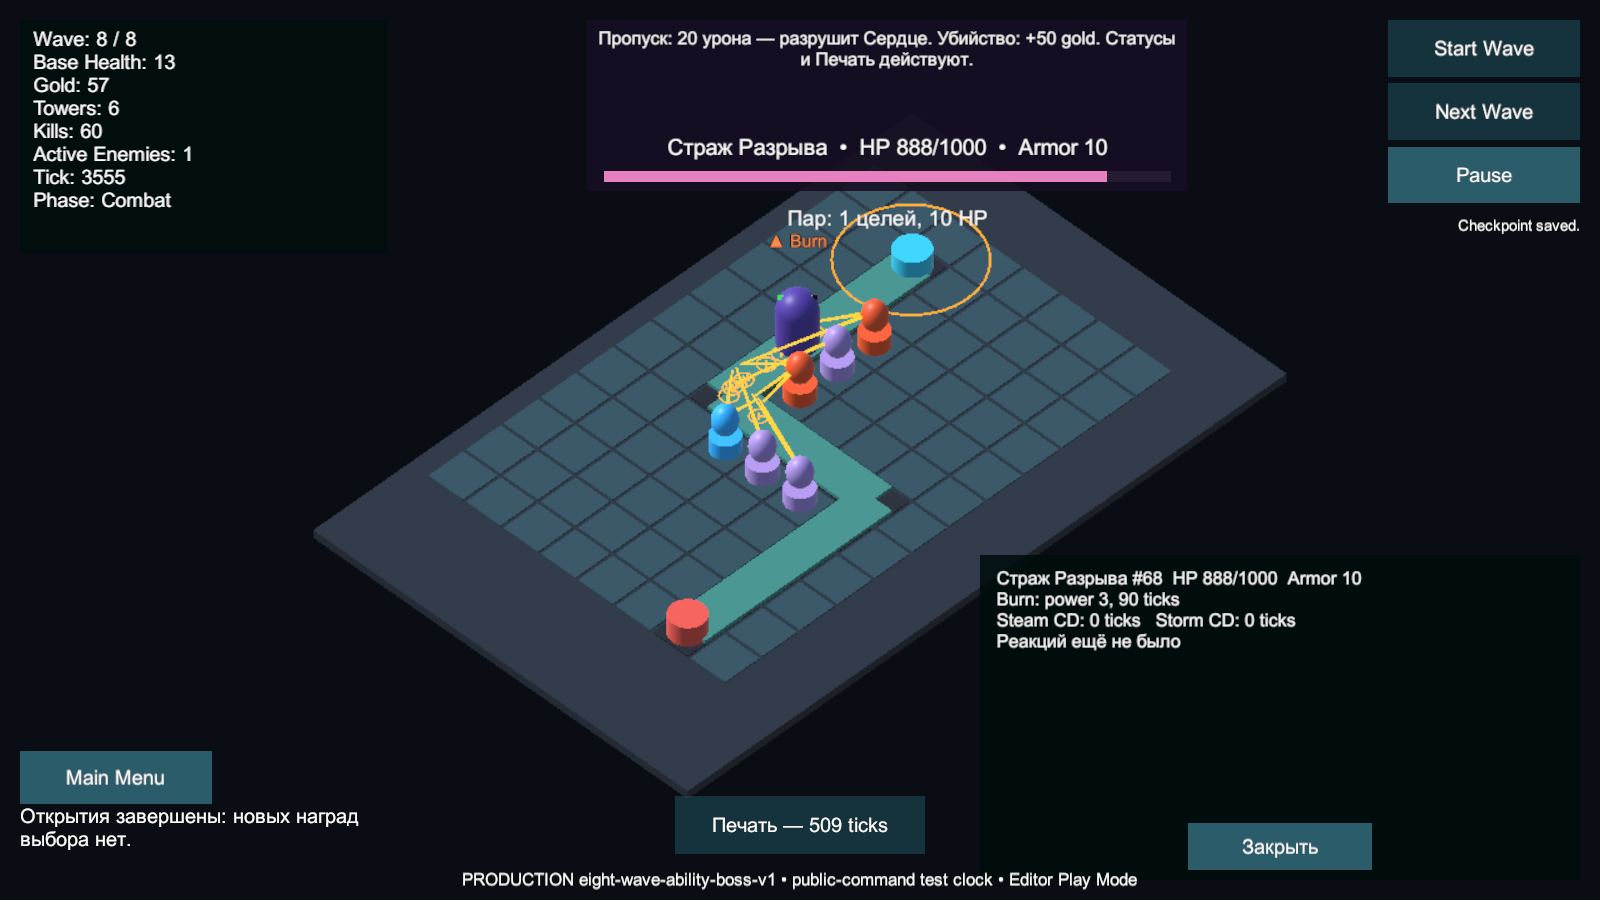 Wave: 8 / 8
Base Health: 13
Gold: 57
Towers: 6
Kills: 60
Active Enemies: 1
Tick: 3555
Phase: Combat
Пропуск: 20 урона — разрушит Сердце. Убийство: +50 gold. Статусы
и Печать действуют.
Страж Разрыва • HP 888/1000 • Armor 10
Start Wave
Next Wave
Pause
Checkpoint saved.
Пар: 1 целей, 10 HP
▲ Burn
Страж Разрыва #68 HP 888/1000 Armor 10
Burn: power 3, 90 ticks
Steam CD: 0 ticks Storm CD: 0 ticks
Реакций ещё не было
Закрыть
Main Menu
Открытия завершены: новых наград
выбора нет.
Печать — 509 ticks
PRODUCTION eight-wave-ability-boss-v1 • public-command test clock • Editor Play Mode